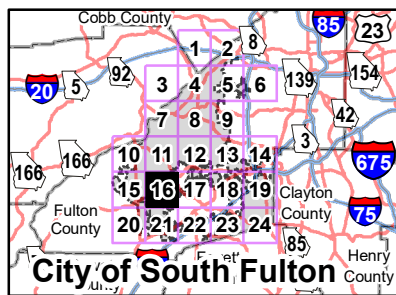 Cobb County
85
23
1 2 8
20 5 92 3 4 5 6 139 154
7 8 9 42
3
166 10 11 12 13 14 675
166 15 16 17 18 19 Clayton County
Fulton County 75
20 21 22 23 24 85
Henry County
City of South Fulton